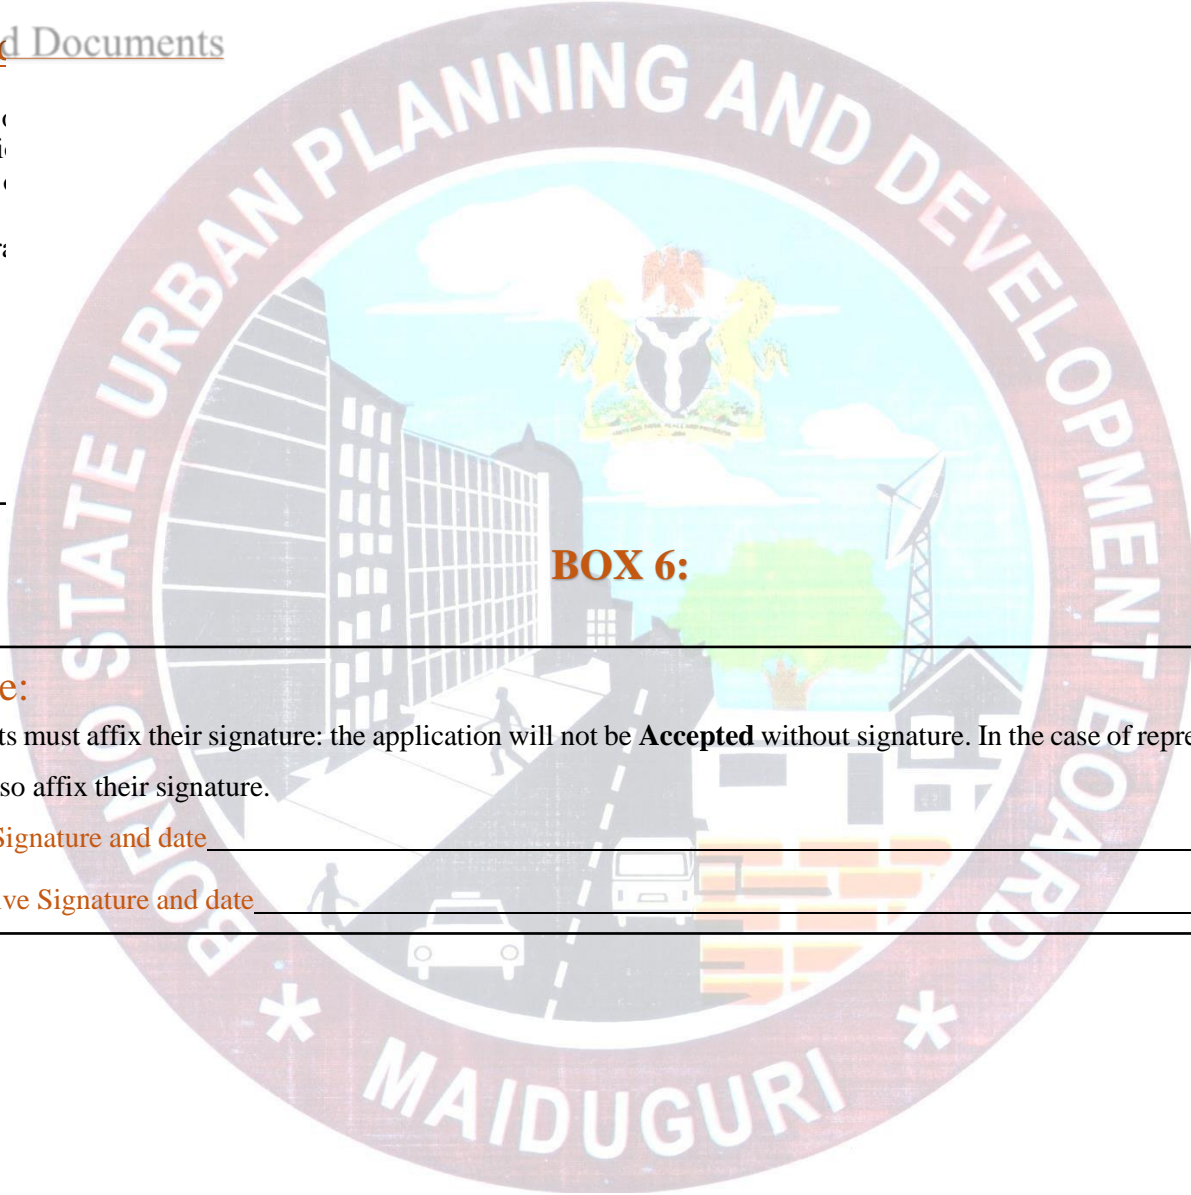 d Documents
BORNO STATE URBAN PLANNING AND DEVELOPMENT BOARD
* MAIDUGURI *
BOX 6:
e:
ts must affix their signature: the application will not be Accepted without signature. In the case of repre
so affix their signature.
Signature and date
ve Signature and date